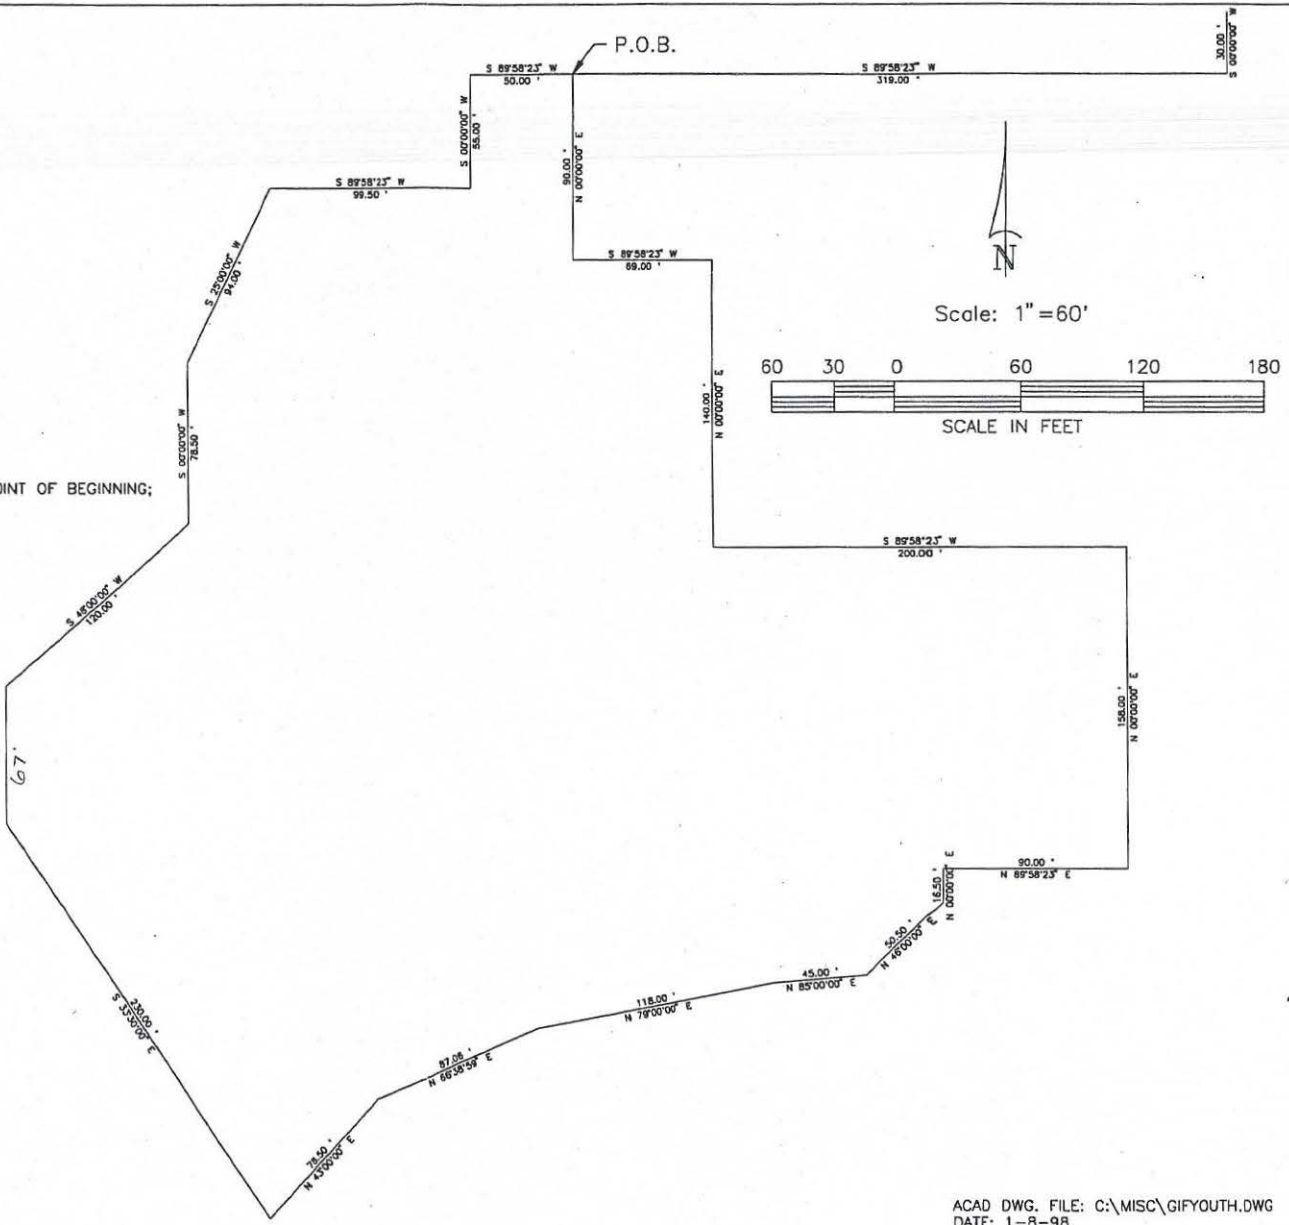 P.O.B.
S 89°58'23" W
50.00 '
S 89°58'23" W
319.00 '
30.00 '
S 00°00'00" W
S 00°00'00" W
55.00 '
90.00 '
N 00°00'00" E
S 89°58'23" W
99.50 '
S 25°00'00" W
94.00 '
S 89°58'23" W
69.00 '
N
Scale: 1"=60'
60 30 0 60 120 180
SCALE IN FEET
140.00 '
N 00°00'00" E
S 00°00'00" W
78.50 '
OINT OF BEGINNING;
S 89°58'23" W
200.00 '
S 48°00'00" W
120.00 '
67'
158.00 '
N 00°00'00" E
90.00 '
N 89°58'23" E
16.50 '
N 00°00'00" E
50.50 '
N 46°00'00" E
45.00 '
N 85°00'00" E
118.00 '
N 79°00'00" E
87.06 '
N 66°38'59" E
78.50 '
N 43°00'00" E
230.00 '
S 33°30'00" E
ACAD DWG. FILE: C:\MISC\GIFYOUTH.DWG
DATE: 1-8-98